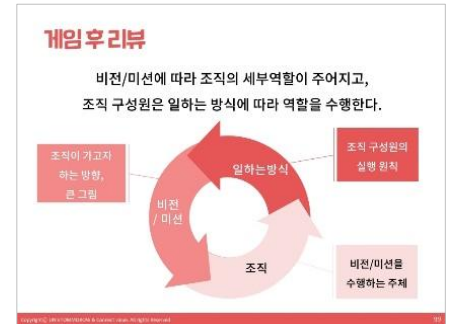 게임 후 리뷰
비전/미션에 따라 조직의 세부역할이 주어지고,
조직 구성원은 일하는 방식에 따라 역할을 수행한다.
조직이 가고자
하는 방향,
큰 그림
일하는방식
조직 구성원의
실행 원칙
비전
/ 미션
조직
비전/미션을
수행하는 주체